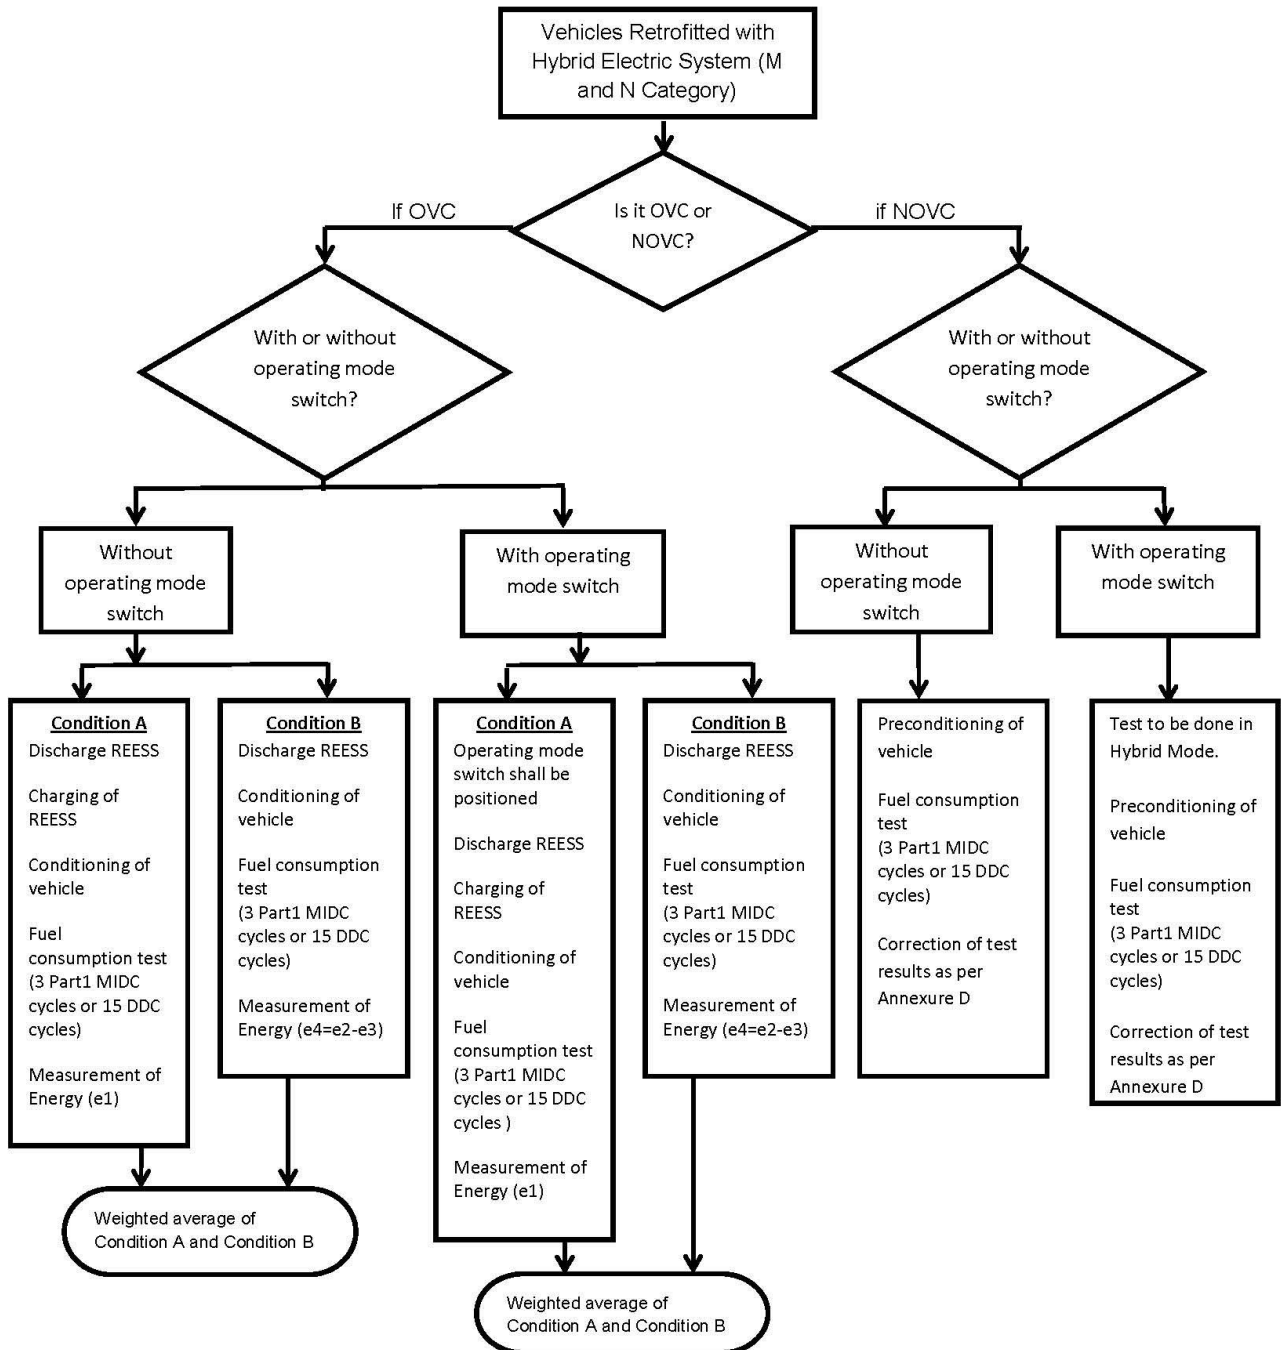 Vehicles Retrofitted with
Hybrid Electric System (M
and N Category)
If OVC
Is it OVC or
NOVC?
if NOVC
With or without
operating mode
switch?
With or without
operating mode
switch?
Without
operating mode
switch
With operating
mode switch
Without
operating mode
switch
With operating
mode switch
Condition A
Discharge REESS
Charging of
REESS
Conditioning of
vehicle
Fuel
consumption test
(3 Part1 MIDC
cycles or 15 DDC
cycles)
Measurement of
Energy (e1)
Condition B
Discharge REESS
Conditioning of
vehicle
Fuel consumption
test
(3 Part1 MIDC
cycles or 15 DDC
cycles)
Measurement of
Energy (e4=e2-e3)
Weighted average of
Condition A and Condition B
Condition A
Operating mode
switch shall be
positioned
Discharge REESS
Charging of
REESS
Conditioning of
vehicle
Fuel
consumption test
(3 Part1 MIDC
cycles or 15 DDC
cycles )
Measurement of
Energy (e1)
Condition B
Discharge REESS
Conditioning of
vehicle
Fuel consumption
test
(3 Part1 MIDC
cycles or 15 DDC
cycles)
Measurement of
Energy (e4=e2-e3)
Weighted average of
Condition A and Condition B
Preconditioning of
vehicle
Fuel consumption
test
(3 Part1 MIDC
cycles or 15 DDC
cycles)
Correction of test
results as per
Annexure D
Test to be done in
Hybrid Mode.
Preconditioning of
vehicle
Fuel consumption
test
(3 Part1 MIDC
cycles or 15 DDC
cycles)
Correction of test
results as per
Annexure D